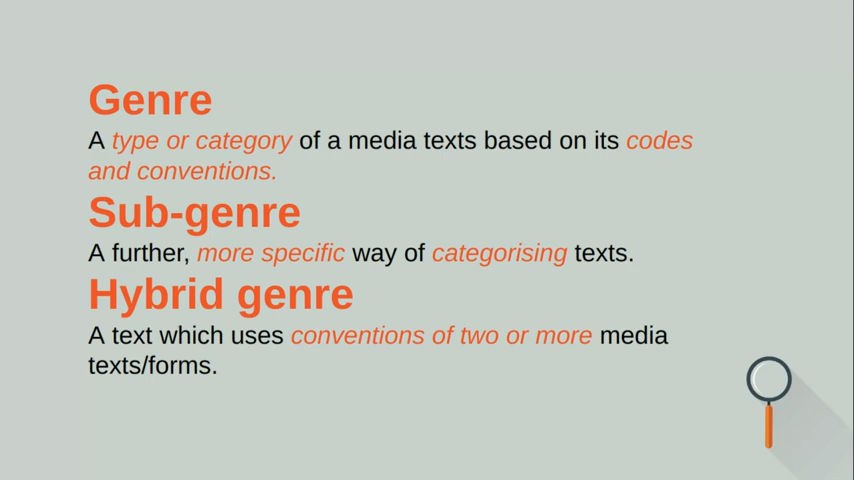 Genre
A type or category of a media texts based on its codes
and conventions.
Sub-genre
A further, more specific way of categorising texts.
Hybrid genre
A text which uses conventions of two or more media
texts/forms.